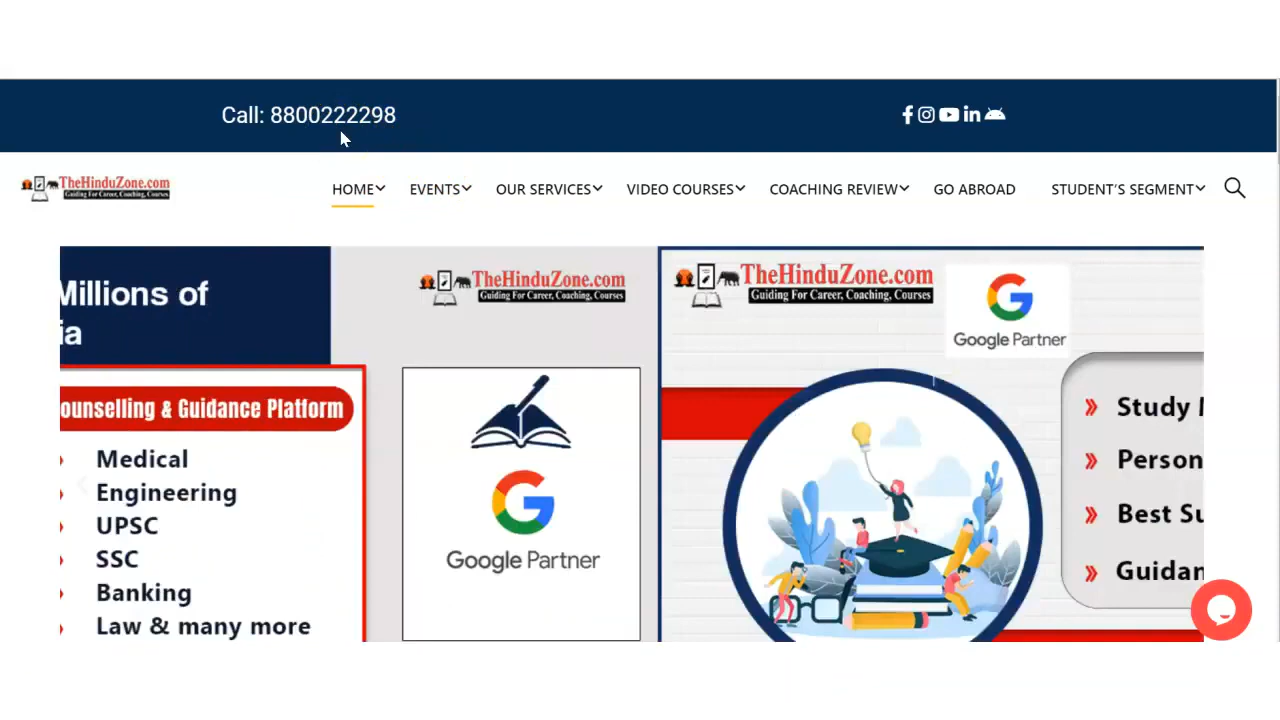 Call: 8800222298
TheHinduZone.com
Guiding For Career, Coaching, Courses
HOME EVENTS OUR SERVICES VIDEO COURSES COACHING REVIEW GO ABROAD STUDENT'S SEGMENT
Millions of
ia
ounselling & Guidance Platform
Medical
Engineering
UPSC
SSC
Banking
Law & many more
TheHinduZone.com
Guiding For Career, Coaching, Courses
Google Partner
TheHinduZone.com
Guiding For Career, Coaching, Courses
Google Partner
Study
Person
Best Su
Guidan